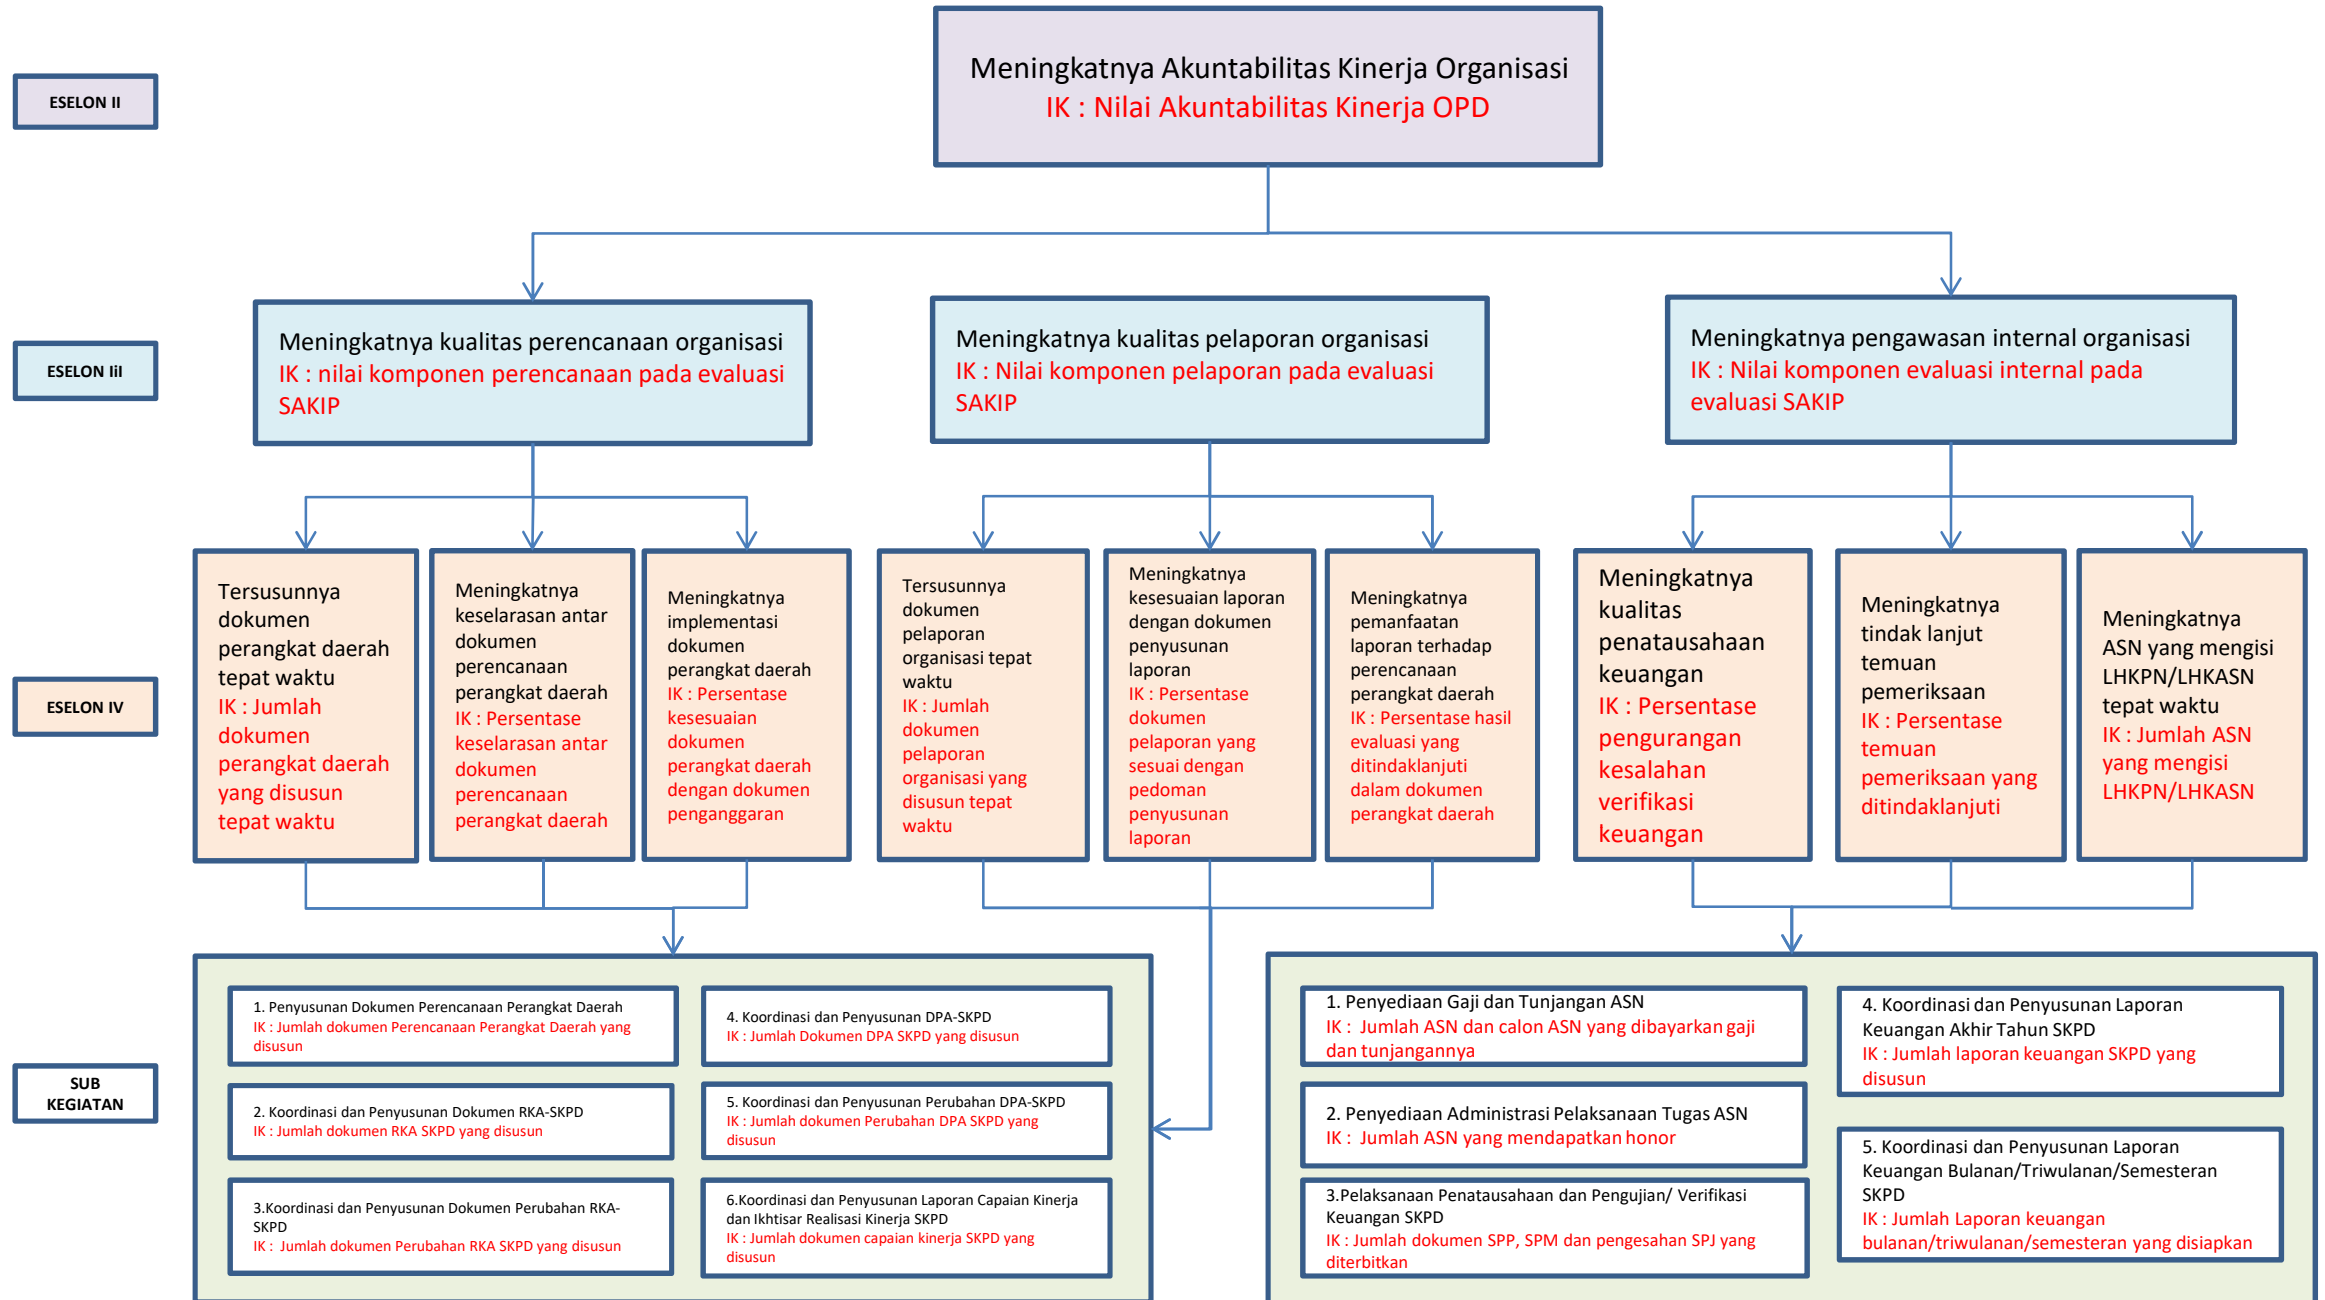 Meningkatnya Akuntabilitas Kinerja Organisasi
IK : Nilai Akuntabilitas Kinerja OPD
ESELON II
ESELON IiI
Meningkatnya kualitas perencanaan organisasi
IK : nilai komponen perencanaan pada evaluasi
SAKIP
Meningkatnya kualitas pelaporan organisasi
IK : Nilai komponen pelaporan pada evaluasi
SAKIP
Meningkatnya pengawasan internal organisasi
IK : Nilai komponen evaluasi internal pada
evaluasi SAKIP
ESELON IV
Tersusunnya
dokumen
perangkat daerah
tepat waktu
IK : Jumlah
dokumen
perangkat daerah
yang disusun
tepat waktu
Meningkatnya
keselarasan antar
dokumen
perencanaan
perangkat daerah
IK : Persentase
keselarasan antar
dokumen
perencanaan
perangkat daerah
Meningkatnya
implementasi
dokumen
perangkat daerah
IK : Persentase
kesesuaian
dokumen
perangkat daerah
dengan dokumen
penganggaran
Tersusunnya
dokumen
pelaporan
organisasi tepat
waktu
IK : Jumlah
dokumen
pelaporan
organisasi yang
disusun tepat
waktu
Meningkatnya
kesesuaian laporan
dengan dokumen
penyusunan
laporan
IK : Persentase
dokumen
pelaporan yang
sesuai dengan
pedoman
penyusunan
laporan
Meningkatnya
pemanfaatan
laporan terhadap
perencanaan
perangkat daerah
IK : Persentase hasil
evaluasi yang
ditindaklanjuti
dalam dokumen
perangkat daerah
Meningkatnya
kualitas
penatausahaan
keuangan
IK : Persentase
pengurangan
kesalahan
verifikasi
keuangan
Meningkatnya
tindak lanjut
temuan
pemeriksaan
IK : Persentase
temuan
pemeriksaan yang
ditindaklanjuti
Meningkatnya
ASN yang mengisi
LHKPN/LHKASN
tepat waktu
IK : Jumlah ASN
yang mengisi
LHKPN/LHKASN
SUB
KEGIATAN
1. Penyusunan Dokumen Perencanaan Perangkat Daerah
IK : Jumlah dokumen Perencanaan Perangkat Daerah yang
disusun
2. Koordinasi dan Penyusunan Dokumen RKA-SKPD
IK : Jumlah dokumen RKA SKPD yang disusun
3.Koordinasi dan Penyusunan Dokumen Perubahan RKA-
SKPD
IK :  Jumlah dokumen Perubahan RKA SKPD yang disusun
4. Koordinasi dan Penyusunan DPA-SKPD
IK : Jumlah Dokumen DPA SKPD yang disusun
5. Koordinasi dan Penyusunan Perubahan DPA-SKPD
IK : Jumlah dokumen Perubahan DPA SKPD yang
disusun
6.Koordinasi dan Penyusunan Laporan Capaian Kinerja
dan Ikhtisar Realisasi Kinerja SKPD
IK : Jumlah dokumen capaian kinerja SKPD yang
disusun
1. Penyediaan Gaji dan Tunjangan ASN
IK :  Jumlah ASN dan calon ASN yang dibayarkan gaji
dan tunjangannya
2. Penyediaan Administrasi Pelaksanaan Tugas ASN
IK :  Jumlah ASN yang mendapatkan honor
3.Pelaksanaan Penatausahaan dan Pengujian/ Verifikasi
Keuangan SKPD
IK : Jumlah dokumen SPP, SPM dan pengesahan SPJ yang
diterbitkan
4. Koordinasi dan Penyusunan Laporan
Keuangan Akhir Tahun SKPD
IK : Jumlah laporan keuangan SKPD yang
disusun
5. Koordinasi dan Penyusunan Laporan
Keuangan Bulanan/Triwulanan/Semesteran
SKPD
IK : Jumlah Laporan keuangan
bulanan/triwulanan/semesteran yang disiapkan